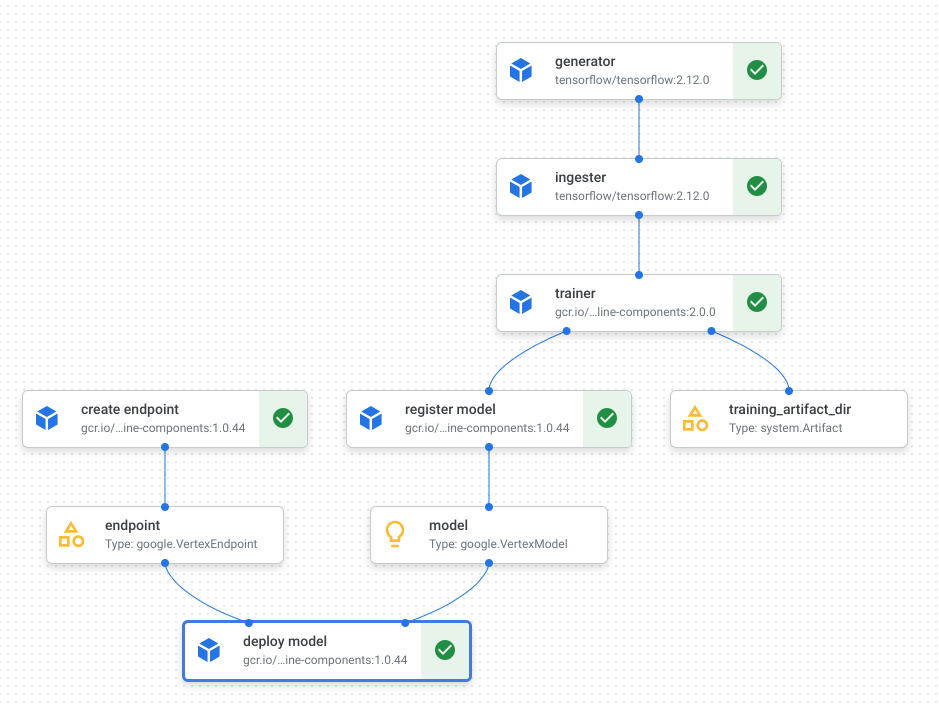 generator
tensorflow/tensorflow:2.12.0
ingester
tensorflow/tensorflow:2.12.0
trainer
gcr.io/...line-components:2.0.0
create endpoint
gcr.io/...ine-components:1.0.44
register model
gcr.io/...ine-components:1.0.44
training_artifact_dir
Type: system.Artifact
endpoint
Type: google.VertexEndpoint
model
Type: google.VertexModel
deploy model
gcr.io/...ine-components:1.0.44